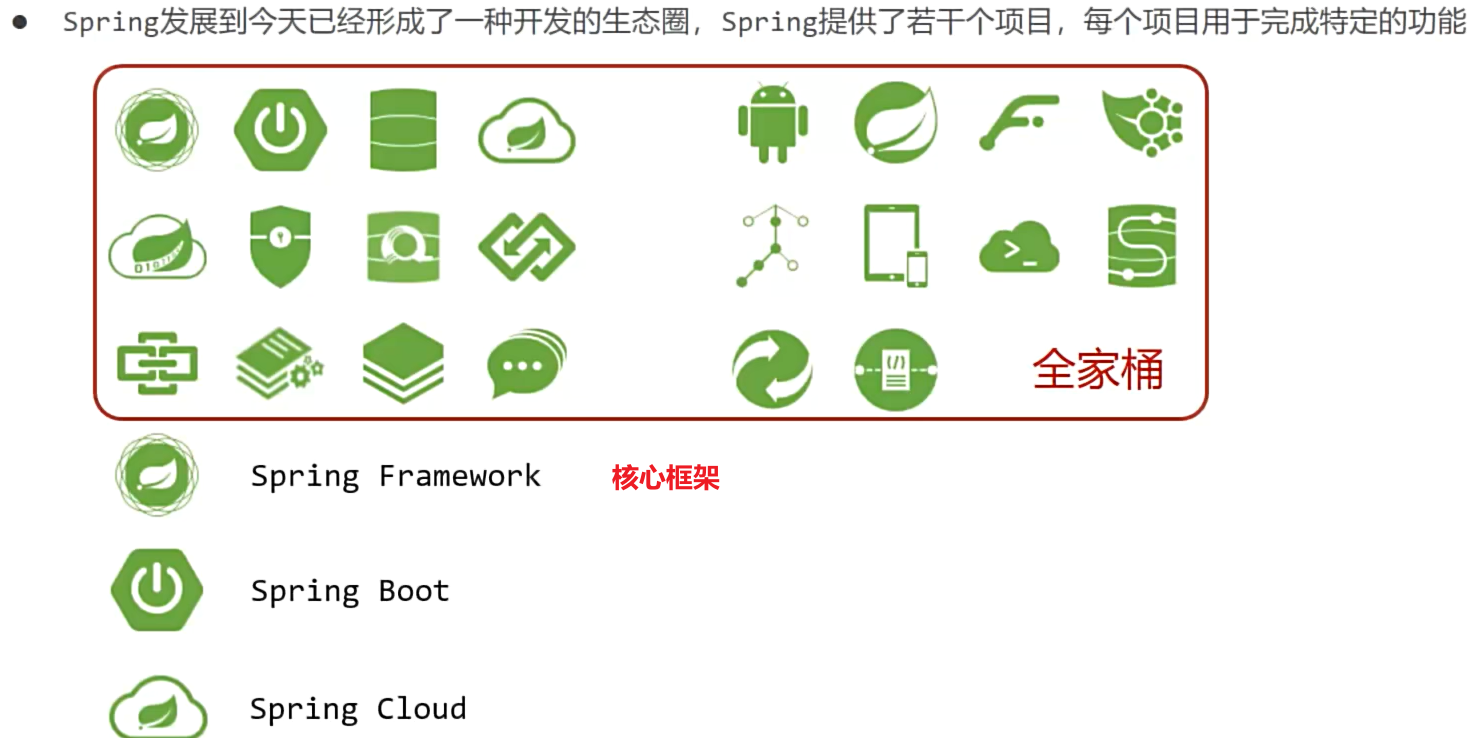 Spring发展到今天已经形成了一种开发的生态圈，Spring提供了若干个项目，每个项目用于完成特定的功能
全家桶
Spring Framework 核心框架
Spring Boot
Spring Cloud